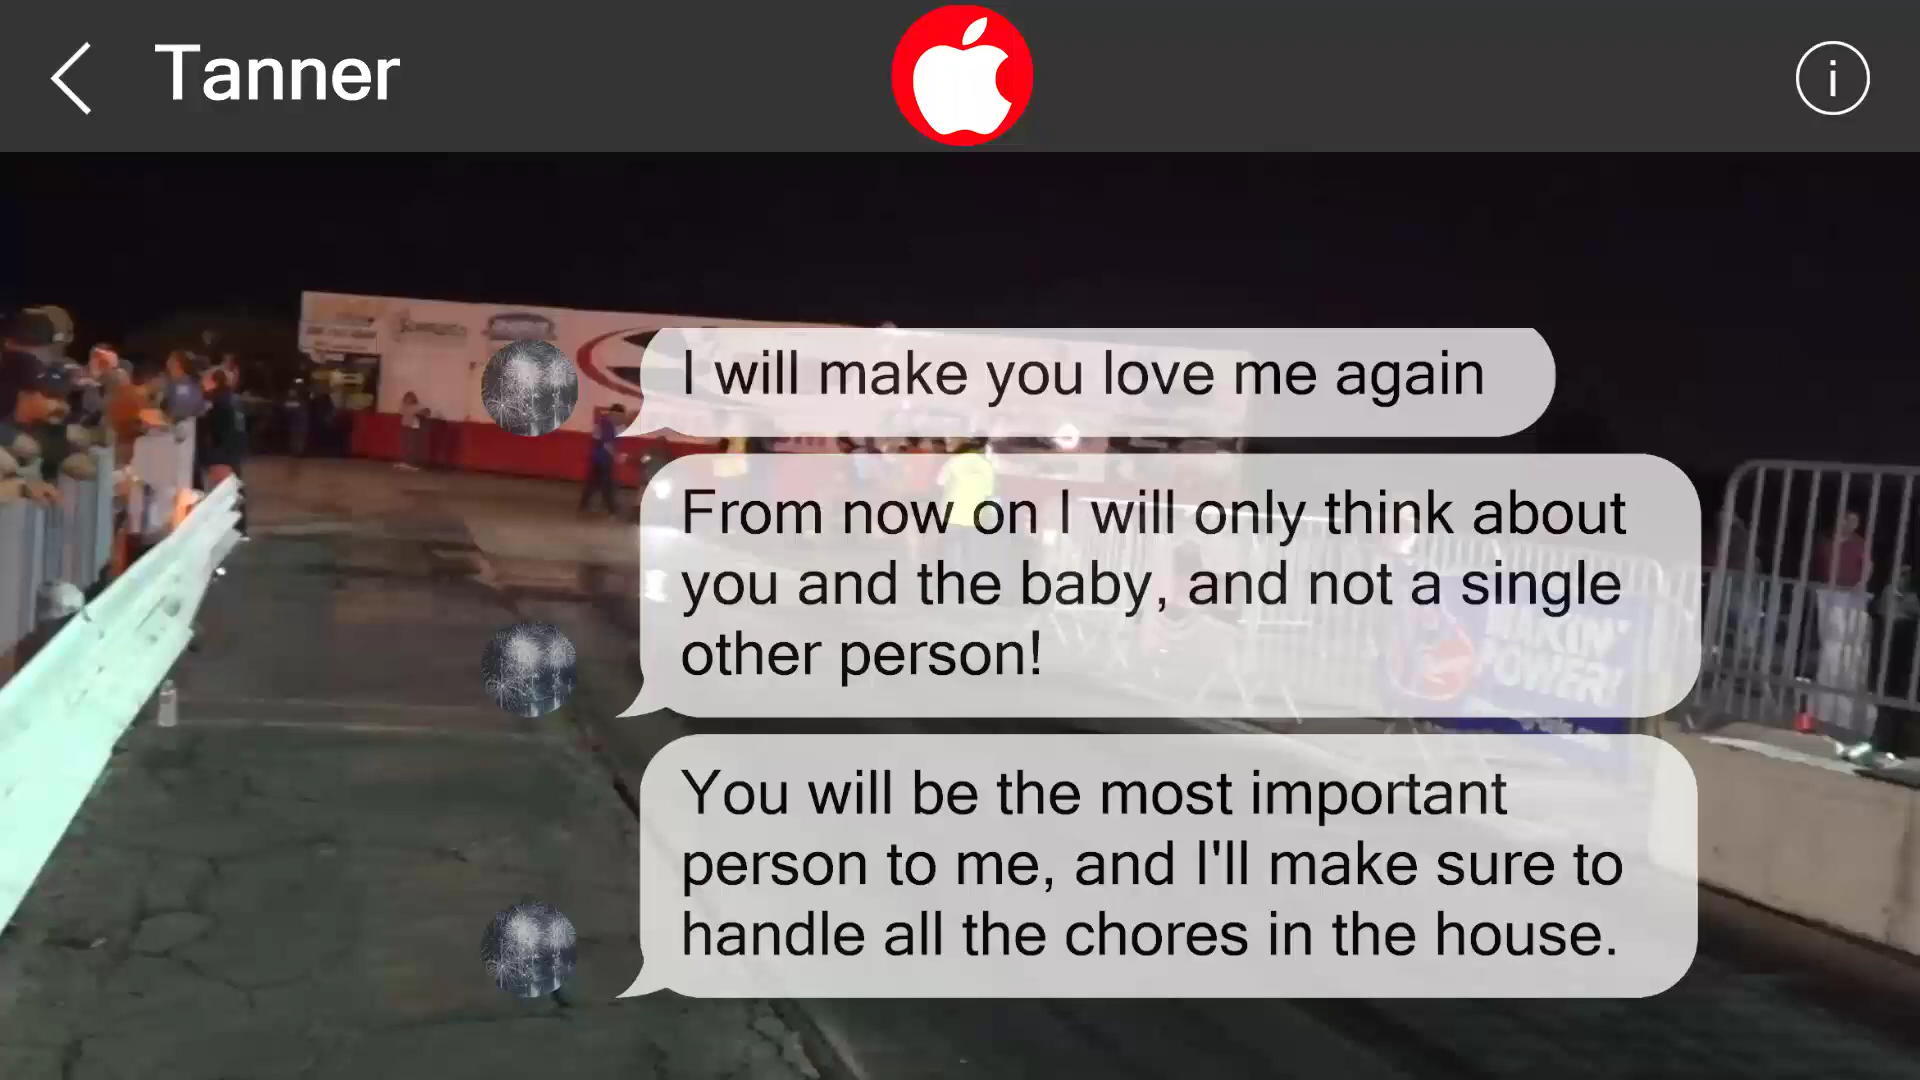 Tanner
i
I will make you love me again
From now on I will only think about
you and the baby, and not a single
other person!
You will be the most important
person to me, and I'll make sure to
handle all the chores in the house.
POWER!